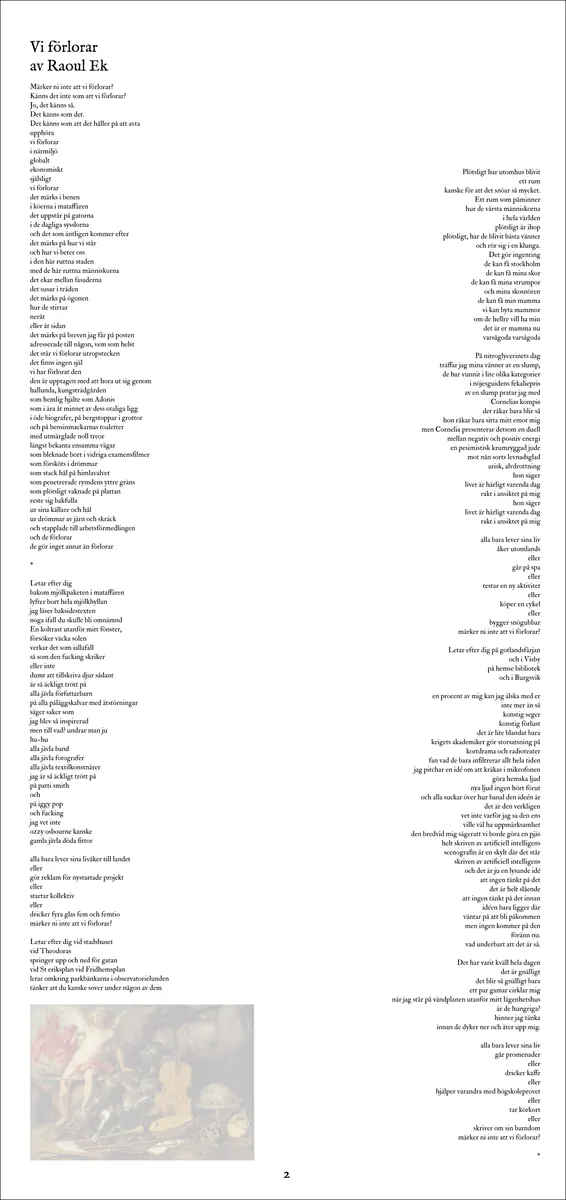 Vi förlorar
av Raoul Ek
Märker ni inte att vi förlorar?
Känns det inte som att vi förlorar?
Jo, det känns så.
Det känns som det.
Det känns som att det håller på att avta
upphöra
vi förlorar
i närmiljö
globalt
ekonomiskt
själsligt
vi förlorar
det märks i benen
i köerna i mataffären
det uppstår på gatorna
i de dagliga sysslorna
och det som äntligen kommer efter
det märks på hur vi står
och hur vi beter oss
i den här ruttna staden
med de här ruttna människorna
det ekar mellan fasaderna
det susar i träden
det märks på ögonen
hur de stirrar
neråt
eller åt sidan
det märks på breven jag får på posten
adresserade till någon, vem som helst
det står vi förlorar utropstecken
det finns ingen själ
vi har förlorat den
den är upptagen med att hora ut sig genom
hallunda, kungsträdgården
som hemlig hjälte som Adonis
som i ära åt minnet av dess otaliga ligg
i öde biografer, på bergstoppar i grottor
och på bensinmackarnas toaletter
med utmärglade noll treor
längst bekanta ensamma vägar
som bleknade bort i vidriga examensfilmer
som försköts i drömmar
som stack hål på himlavalvet
som penetrerade rymdens yttre gräns
som plötsligt vaknade på plattan
reste sig bakfulla
ur sina källare och hål
ur drömmar av järn och skräck
och stapplade till arbetsförmedlingen
och de förlorar
de gör inget annat än förlorar
*
Letar efter dig
bakom mjölkpaketen i mataffären
lyfter bort hela mjölkhyllan
jag läser baksidestexten
noga ifall du skulle bli omnämnd
En koltrast utanför mitt fönster,
försöker väcka solen
verkar det som iallafall
så som den fucking skriker
eller inte
dumt att tillskriva djur sådant
är så äckligt trött på
alla jävla författarbarn
på alla påläggskalvar med ätstörningar
säger saker som
jag blev så inspirerad
men till vad? undrar man ju
hu-hu
alla jävla band
alla jävla fotografer
alla jävla textilkonstnärer
jag är så äckligt trött på
på patti smith
och
på iggy pop
och fucking
jag vet inte
ozzy osbourne kanske
gamla jävla döda fittor
alla bara lever sina livåker till landet
eller
gör reklam för nystartade projekt
eller
startar kollektiv
eller
dricker fyra glas fem och femtio
märker ni inte att vi förlorar?
Letar efter dig vid stadshuset
vid Theodoras
springer upp och ned för gatan
vid St eriksplan vid Fridhemsplan
letar omkring parkbänkarna i observatorielunden
tänker att du kanske sover under någon av dem
Plötsligt har utomhus blivit
ett rum
kanske för att det snöar så mycket.
Ett rum som påminner
hur de värsta människorna
i hela världen
plötsligt är ihop
plötsligt, har de blivit bästa vänner
och rör sig i en klunga.
Det gör ingenting
de kan få stockholm
de kan få mina skor
de kan få mina strumpor
och mina skosnören
de kan få min mamma
vi kan byta mammor
om de hellre vill ha min
det är er mamma nu
varsågoda varsågoda
På nitroglycerinets dag
träffar jag mina vänner av en slump,
de har vunnit i lite olika kategorier
i nöjesguidens fekaliepris
av en slump pratar jag med
Cornelias kompis
det råkar bara blir så
hon råkar bara sitta mitt emot mig
men Cornelia presenterar detsom en duell
mellan negativ och positiv energi
en pesimistisk krumryggad jude
mot nån sorts levnadsglad
arisk, alvdrottning
hon säger
livet är härligt varenda dag
rakt i ansiktet på mig
hon säger
livet är härligt varenda dag
rakt i ansiktet på mig
alla bara lever sina liv
åker utomlands
eller
går på spa
eller
testar en ny aktivitet
eller
köper en cykel
eller
bygger snögubbar
märker ni inte att vi förlorar?
Letar efter dig på gotlandsfärjan
och i Visby
på hemse bibliotek
och i Burgsvik
en procent av mig kan jag älska med er
inte mer än så
konstig seger
konstig förlust
det är lite blandat bara
krigets akademiker gör storsatsning på
kortdrama och radioteater
fan vad de bara infiltrerar allt hela tiden
jag pitchar en idé om att kräkas i mikrofonen
göra hemska ljud
nya ljud ingen hört förut
och alla suckar över hur banal den ideén är
det är den verkligen
vet inte varför jag sa den ens
ville väl ha uppmärksamhet
den bredvid mig sägeratt vi borde göra en pjäs
helt skriven av artificiell intelligens
scenografin är en skylt där det står
skriven av artificiell intelligens
och det är ju en lysande idé
att ingen tänkt på det
det är helt slående
att ingen tänkt på det innan
idéen bara ligger där
väntar på att bli påkommen
men ingen kommer på den
förän nu.
vad underbart att det är så.
Det har varit kväll hela dagen
det är gnälligt
det blir så gnälligt bara
ett par gamar cirklar mig
när jag står på vändplanen utanför mitt lägenhetshus
är de hungriga?
hinner jag tänka
innan de dyker ner och äter upp mig.
alla bara lever sina liv
går promenader
eller
dricker kaffe
eller
hjälper varandra med högskoleprovet
eller
tar körkort
eller
skriver om sin barndom
märker ni inte att vi förlorar?
*
2